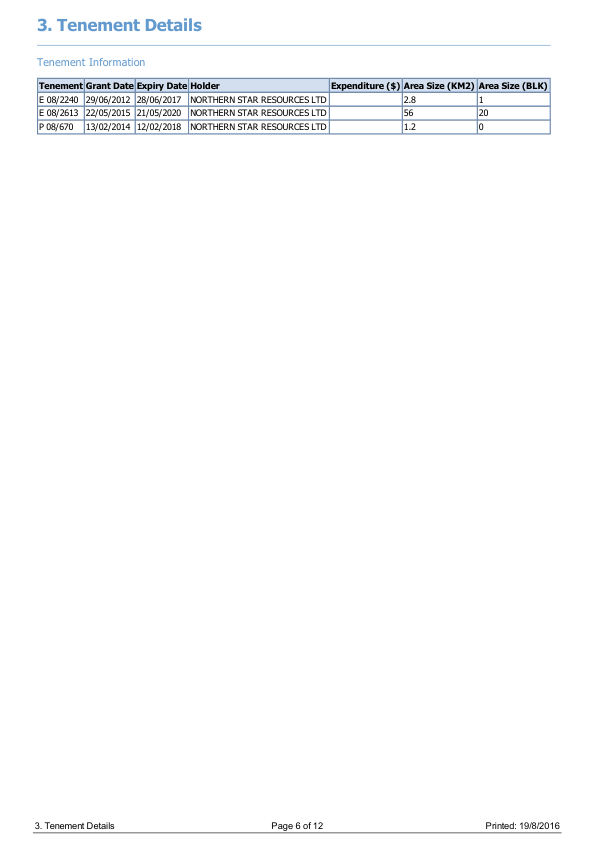 3. Tenement Details
Tenement Information
Tenement Grant Date Expiry Date Holder Expenditure ($) Area Size (KM2) Area Size (BLK)
E 08/2240 29/06/2012 28/06/2017 NORTHERN STAR RESOURCES LTD 2.8 1
E 08/2613 22/05/2015 21/05/2020 NORTHERN STAR RESOURCES LTD 56 20
P 08/670 13/02/2014 12/02/2018 NORTHERN STAR RESOURCES LTD 1.2 0
3. Tenement Details Page 6 of 12 Printed: 19/8/2016